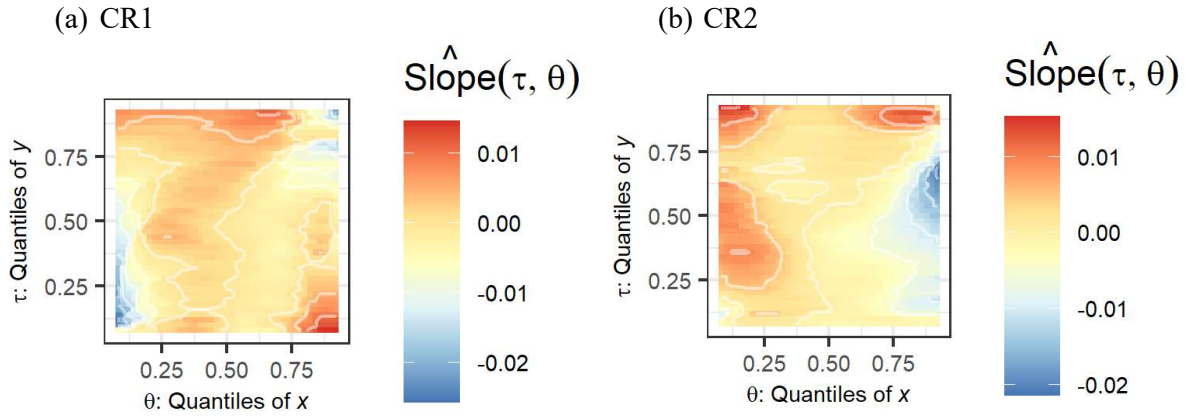 (a) CR1
Slope^(τ, θ)
τ: Quantiles of y
0.75
0.50
0.25
0.25 0.50 0.75
θ: Quantiles of x
0.01
0.00
-0.01
-0.02
(b) CR2
Slope^(τ, θ)
τ: Quantiles of y
0.75
0.50
0.25
0.25 0.50 0.75
θ: Quantiles of x
0.01
0.00
-0.01
-0.02